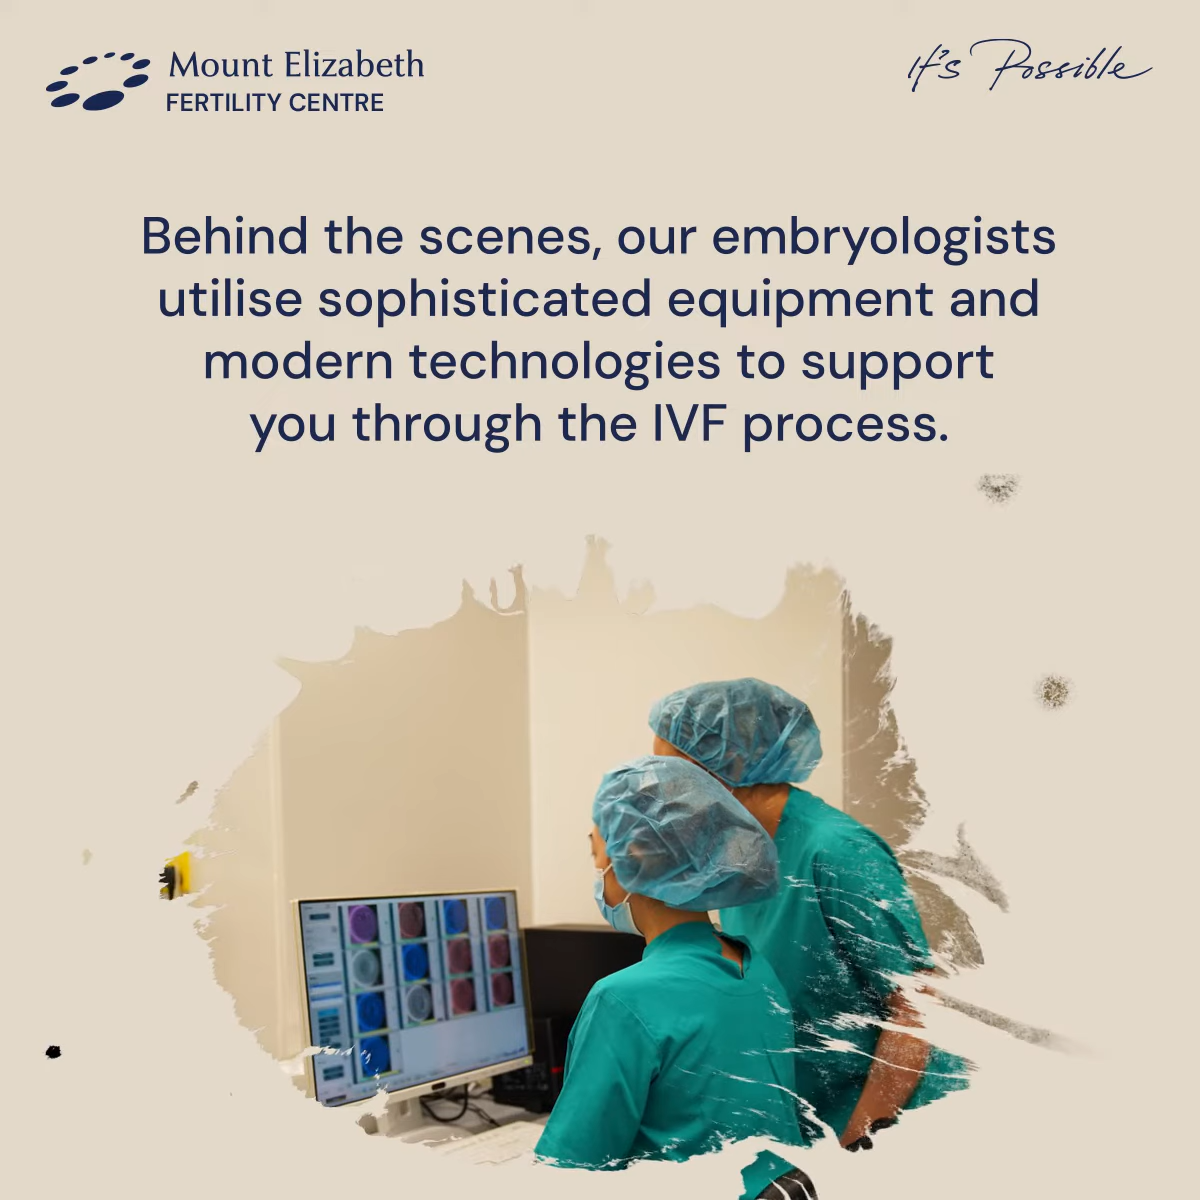 Mount Elizabeth
FERTILITY CENTRE
It's Possible
Behind the scenes, our embryologists
utilise sophisticated equipment and
modern technologies to support
you through the IVF process.